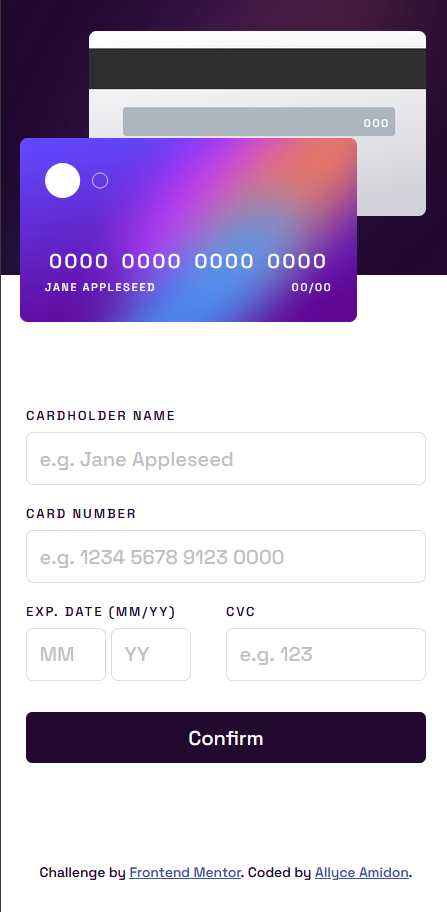 000
0000 0000 0000 0000
JANE APPLESEED 00/00
CARDHOLDER NAME
e.g. Jane Appleseed
CARD NUMBER
e.g. 1234 5678 9123 0000
EXP. DATE (MM/YY) CVC
MM YY e.g. 123
Confirm
Challenge by Frontend Mentor. Coded by Allyce Amidon.